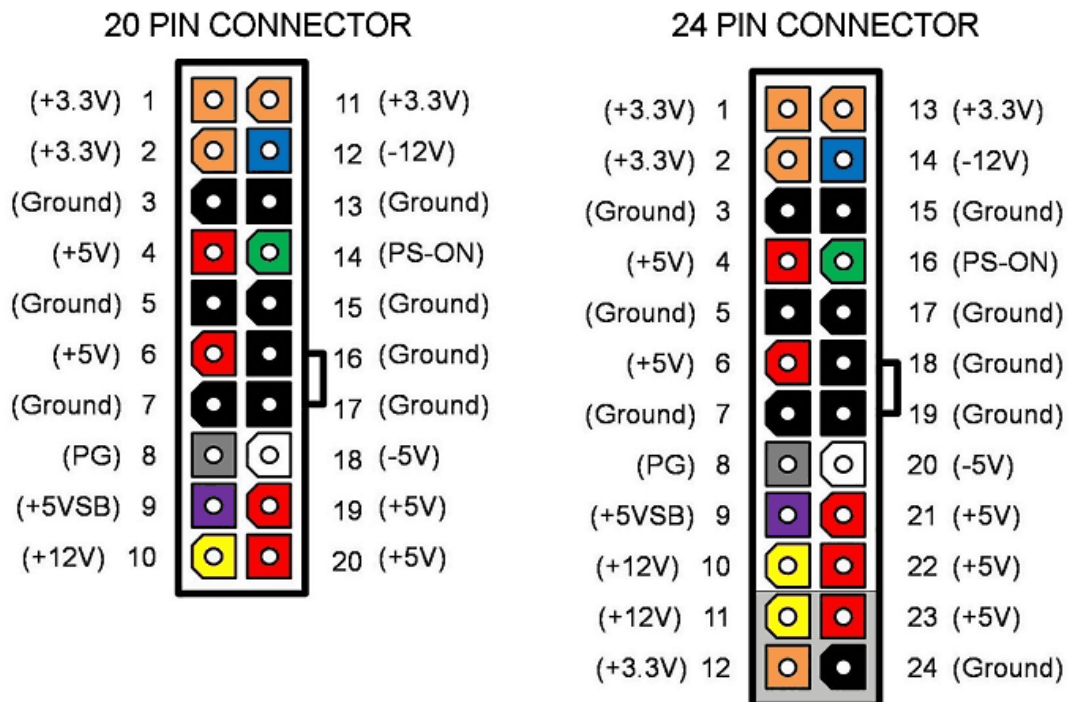 20 PIN CONNECTOR
(+3.3V) 1 11 (+3.3V)
(+3.3V) 2 12 (-12V)
(Ground) 3 13 (Ground)
(+5V) 4 14 (PS-ON)
(Ground) 5 15 (Ground)
(+5V) 6 16 (Ground)
(Ground) 7 17 (Ground)
(PG) 8 18 (-5V)
(+5VSB) 9 19 (+5V)
(+12V) 10 20 (+5V)
24 PIN CONNECTOR
(+3.3V) 1 13 (+3.3V)
(+3.3V) 2 14 (-12V)
(Ground) 3 15 (Ground)
(+5V) 4 16 (PS-ON)
(Ground) 5 17 (Ground)
(+5V) 6 18 (Ground)
(Ground) 7 19 (Ground)
(PG) 8 20 (-5V)
(+5VSB) 9 21 (+5V)
(+12V) 10 22 (+5V)
(+12V) 11 23 (+5V)
(+3.3V) 12 24 (Ground)